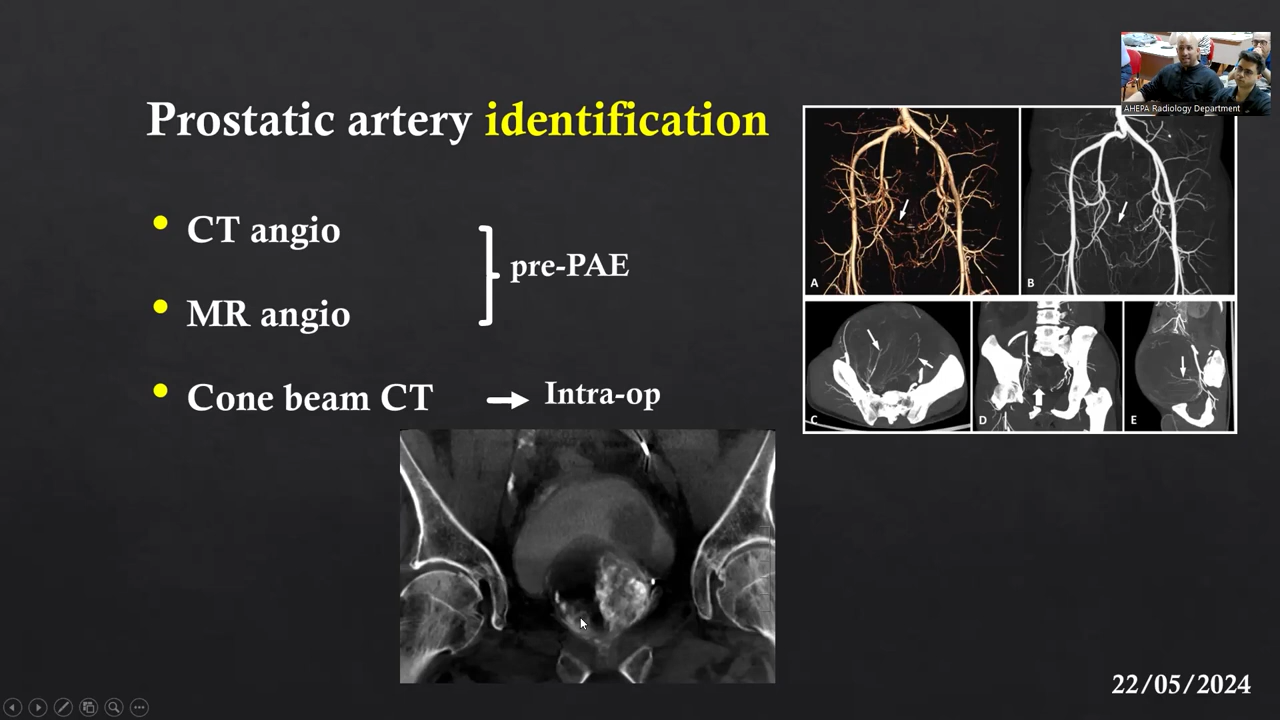 AHEPA Radiology Department
Prostatic artery identification
CT angio
MR angio
pre-PAE
Cone beam CT
Intra-op
A
B
C
D
E
22/05/2024